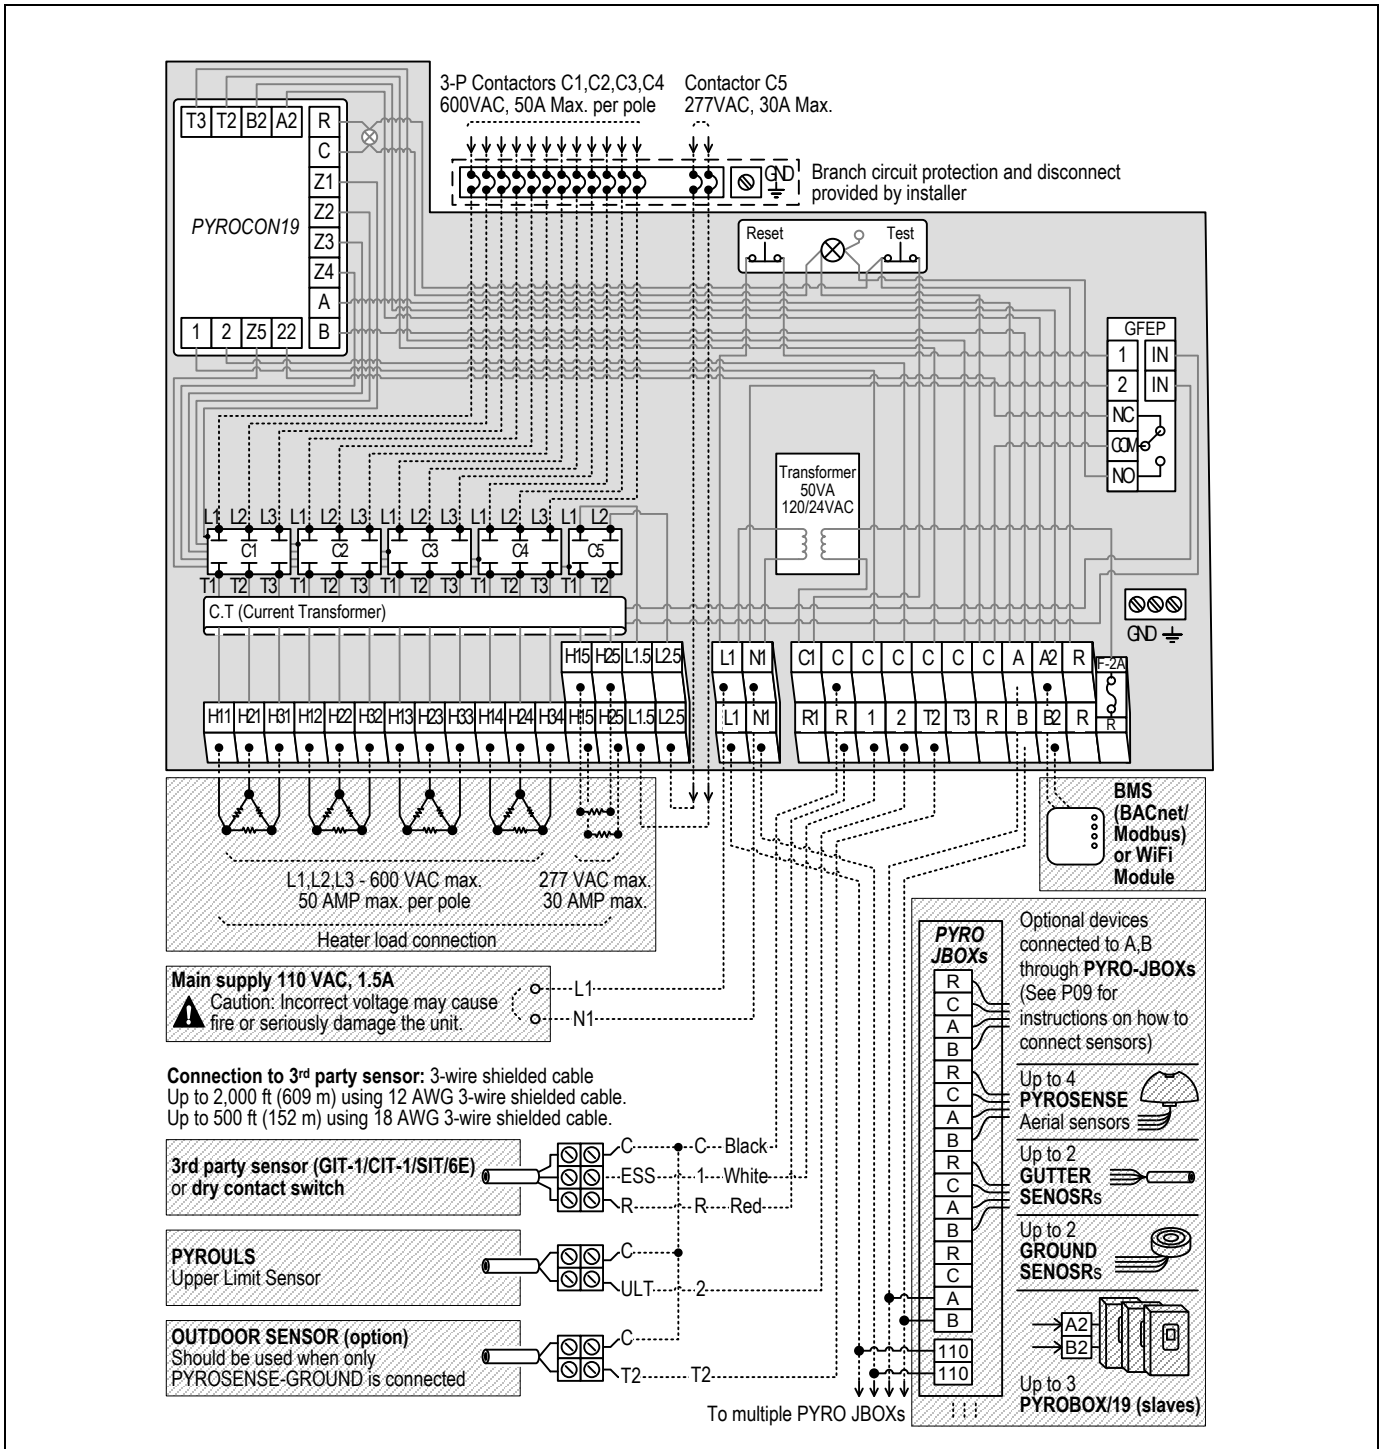 3-P Contactors C1,C2,C3,C4
600VAC, 50A Max. per pole
Contactor C5
277VAC, 30A Max.
T3 T2 B2 A2
R
C
Z1
Z2
Z3
Z4
A
B
PYROCON19
1 2 Z5 22
GND
Branch circuit protection and disconnect
provided by installer
Reset
Test
GFEP
1 IN
2 IN
NC
COM
NO
Transformer
50VA
120/24VAC
L1 L2 L3 L1 L2 L3 L1 L2 L3 L1 L2 L3 L1 L2
C1 C2 C3 C4 C5
T1 T2 T3 T1 T2 T3 T1 T2 T3 T1 T2 T3 T1 T2
C.T (Current Transformer)
GND
H15 H25 L1.5 L2.5
L1 N1
C1 C C C C C C A A2 R
F-2A
H11 H21 H31 H12 H22 H32 H13 H23 H33 H14 H24 H34 H15 H25 L1.5 L2.5
L1 N1
R1 R 1 2 T2 T3 R B B2 R
R
L1,L2,L3 - 600 VAC max.
50 AMP max. per pole
277 VAC max.
30 AMP max.
Heater load connection
BMS
(BACnet/
Modbus)
or WiFi
Module
Main supply 110 VAC, 1.5A
Caution: Incorrect voltage may cause
fire or seriously damage the unit.
L1
N1
Connection to 3rd party sensor: 3-wire shielded cable
Up to 2,000 ft (609 m) using 12 AWG 3-wire shielded cable.
Up to 500 ft (152 m) using 18 AWG 3-wire shielded cable.
3rd party sensor (GIT-1/CIT-1/SIT/6E)
or dry contact switch
C C Black
ESS 1 White
R R Red
PYROULS
Upper Limit Sensor
C
ULT 2
OUTDOOR SENSOR (option)
Should be used when only
PYROSENSE-GROUND is connected
C
T2 T2
PYRO
JBOXs
R
C
A
B
R
C
A
B
R
C
A
B
R
C
A
B
110
110
To multiple PYRO JBOXs
Optional devices
connected to A,B
through PYRO-JBOXs
(See P09 for
instructions on how to
connect sensors)
Up to 4
PYROSENSE
Aerial sensors
Up to 2
GUTTER
SENOSRs
Up to 2
GROUND
SENOSRs
A2
B2
Up to 3
PYROBOX/19 (slaves)